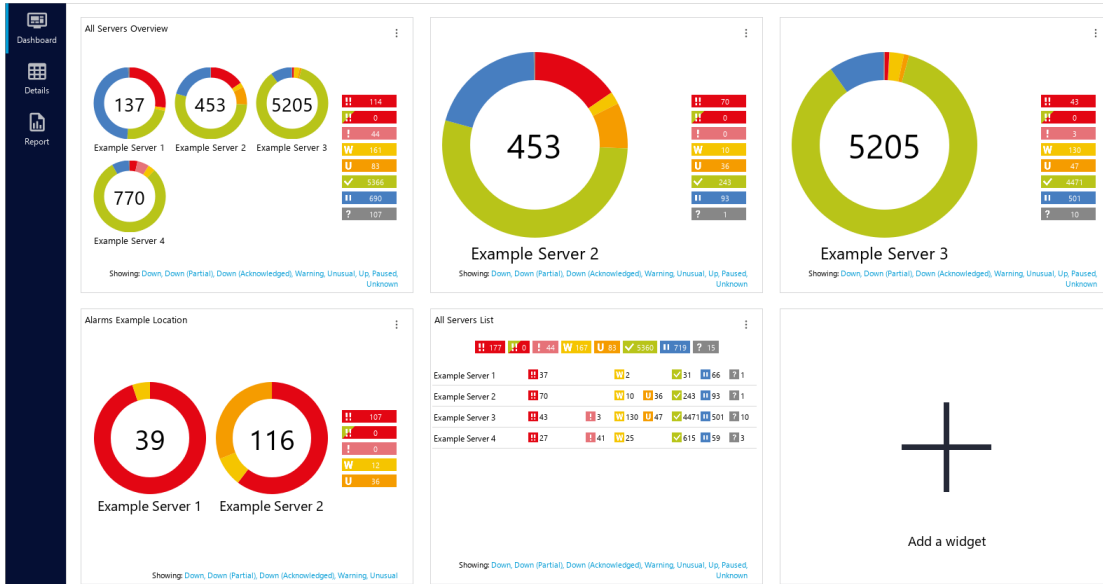 Dashboard
Details
Report
All Servers Overview
137
453
5205
Example Server 1
Example Server 2
Example Server 3
770
Example Server 4
!! 114
!! 0
! 44
W 161
U 83
5366
690
? 107
Showing: Down, Down (Partial), Down (Acknowledged), Warning, Unusual, Up, Paused,
Unknown
453
Example Server 2
!! 70
!! 0
! 0
W 10
U 36
243
93
? 1
Showing: Down, Down (Partial), Down (Acknowledged), Warning, Unusual, Up, Paused,
Unknown
5205
Example Server 3
!! 43
!! 0
! 3
W 130
U 47
4471
501
? 10
Showing: Down, Down (Partial), Down (Acknowledged), Warning, Unusual, Up, Paused,
Unknown
Alarms Example Location
39
116
Example Server 1
Example Server 2
!! 107
!! 0
! 0
W 12
U 36
Showing: Down, Down (Partial), Down (Acknowledged), Warning, Unusual
All Servers List
!! 177 !! 0 ! 44 W 167 U 83 5360 719 ? 15
Example Server 1 !! 37 W 2 31 66 ? 1
Example Server 2 !! 70 W 10 U 36 243 93 ? 1
Example Server 3 !! 43 ! 3 W 130 U 47 4471 501 ? 10
Example Server 4 !! 27 ! 41 W 25 615 59 ? 3
Showing: Down, Down (Partial), Down (Acknowledged), Warning, Unusual, Up, Paused,
Unknown
Add a widget